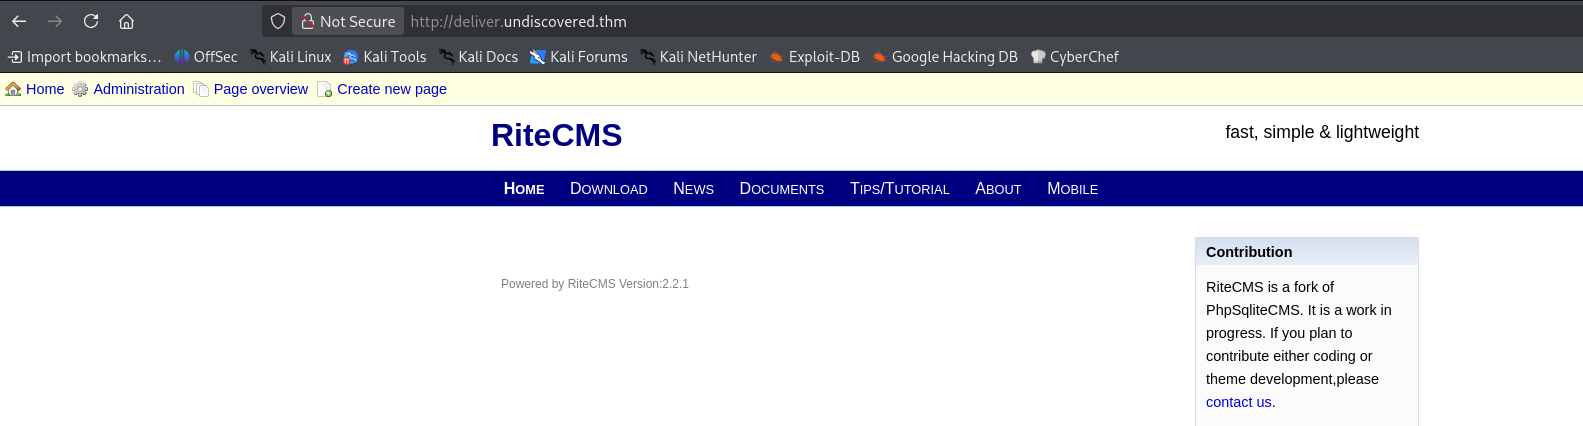 Not Secure http://deliver.undiscovered.thm
Import bookmarks... OffSec Kali Linux Kali Tools Kali Docs Kali Forums Kali NetHunter Exploit-DB Google Hacking DB CyberChef
Home Administration Page overview Create new page
RiteCMS fast, simple & lightweight
Home Download News Documents Tips/Tutorial About Mobile
Contribution
Powered by RiteCMS Version:2.2.1
RiteCMS is a fork of
PhpSqliteCMS. It is a work in
progress. If you plan to
contribute either coding or
theme development,please
contact us.